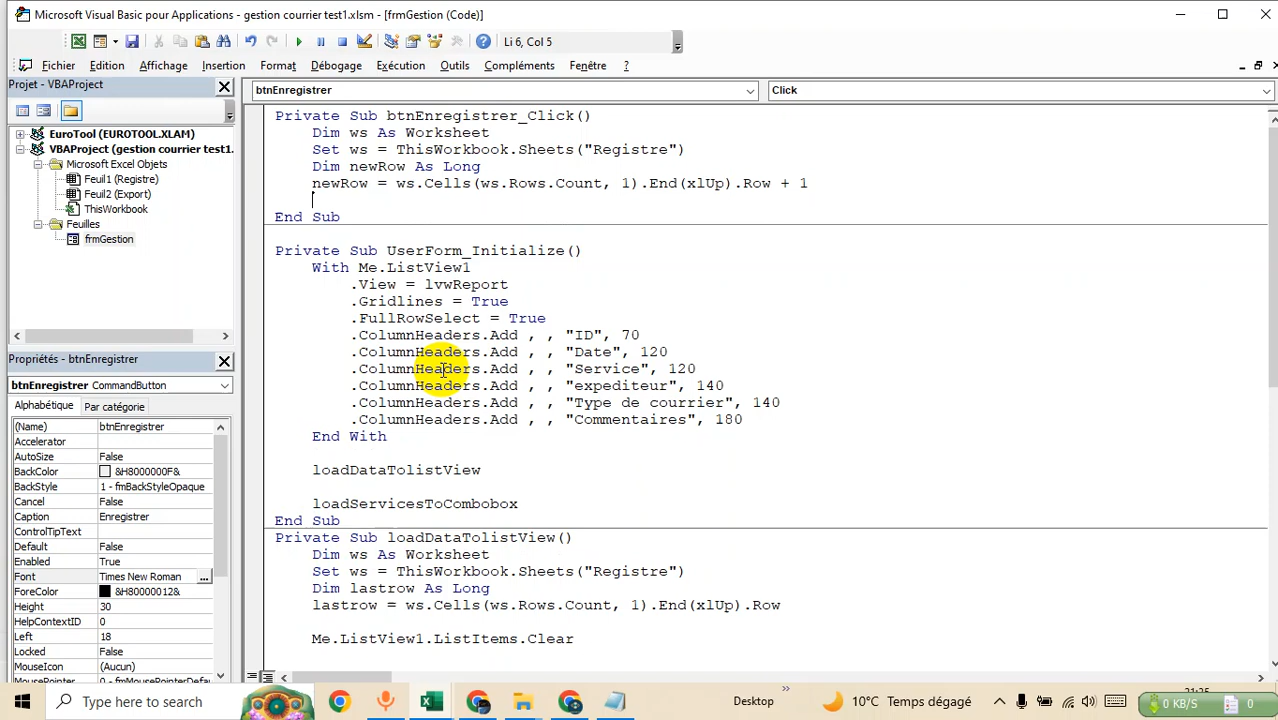 Microsoft Visual Basic pour Applications - gestion courrier test1.xlsm - [frmGestion (Code)]
Li 6, Col 5
Fichier Edition Affichage Insertion Format Débogage Exécution Outils Compléments Fenêtre ?
Projet - VBAProject
btnEnregistrer
Click
EuroTool (EUROTOOL.XLAM)
VBAProject (gestion courrier test1.
Microsoft Excel Objets
Feuil1 (Registre)
Feuil2 (Export)
ThisWorkbook
Feuilles
frmGestion
Propriétés - btnEnregistrer
btnEnregistrer CommandButton
Alphabétique Par catégorie
(Name) btnEnregistrer
Accelerator
AutoSize False
BackColor &H8000000F&
BackStyle 1 - fmBackStyleOpaque
Cancel False
Caption Enregistrer
ControlTipText
Default False
Enabled True
Font Times New Roman ...
ForeColor &H80000012&
Height 30
HelpContextID 0
Left 18
Locked False
MouseIcon (Aucun)
MousePointer 0 - fmMousePointerDefault
Private Sub btnEnregistrer_Click()
Dim ws As Worksheet
Set ws = ThisWorkbook.Sheets("Registre")
Dim newRow As Long
newRow = ws.Cells(ws.Rows.Count, 1).End(xlUp).Row + 1
End Sub
Private Sub UserForm_Initialize()
With Me.ListView1
.View = lvwReport
.Gridlines = True
.FullRowSelect = True
.ColumnHeaders.Add , , "ID", 70
.ColumnHeaders.Add , , "Date", 120
.ColumnHeaders.Add , , "Service", 120
.ColumnHeaders.Add , , "expediteur", 140
.ColumnHeaders.Add , , "Type de courrier", 140
.ColumnHeaders.Add , , "Commentaires", 180
End With
loadDataTolistView
loadServicesToCombobox
End Sub
Private Sub loadDataTolistView()
Dim ws As Worksheet
Set ws = ThisWorkbook.Sheets("Registre")
Dim lastrow As Long
lastrow = ws.Cells(ws.Rows.Count, 1).End(xlUp).Row
Me.ListView1.ListItems.Clear
Type here to search
Desktop
10°C Temps dégagé
0 KB/S 0